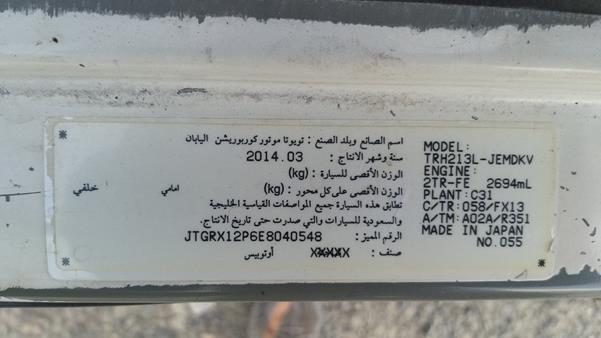 اسم الصانع وبلد الصنع : تويوتا موتور كوربوريشن اليابان
سنة وشهر الانتاج : 2014.03
الوزن الأقصى للسيارة : (kg)
الوزن الأقصى على كل محور : (kg) امامي خلفي
تطابق هذه السيارة جميع المواصفات القياسية الخليجية
والسعودية للسيارات والتي صدرت حتى تاريخ الانتاج.
الرقم المميز : JTGRX12P6E8040548
صنف : XXXXX أوتوبيس
MODEL:
TRH213L-JEMDKV
ENGINE:
2TR-FE 2694mL
PLANT: C31
C/TR: 058/FX13
A/TM: A02A/R351
MADE IN JAPAN
NO.055